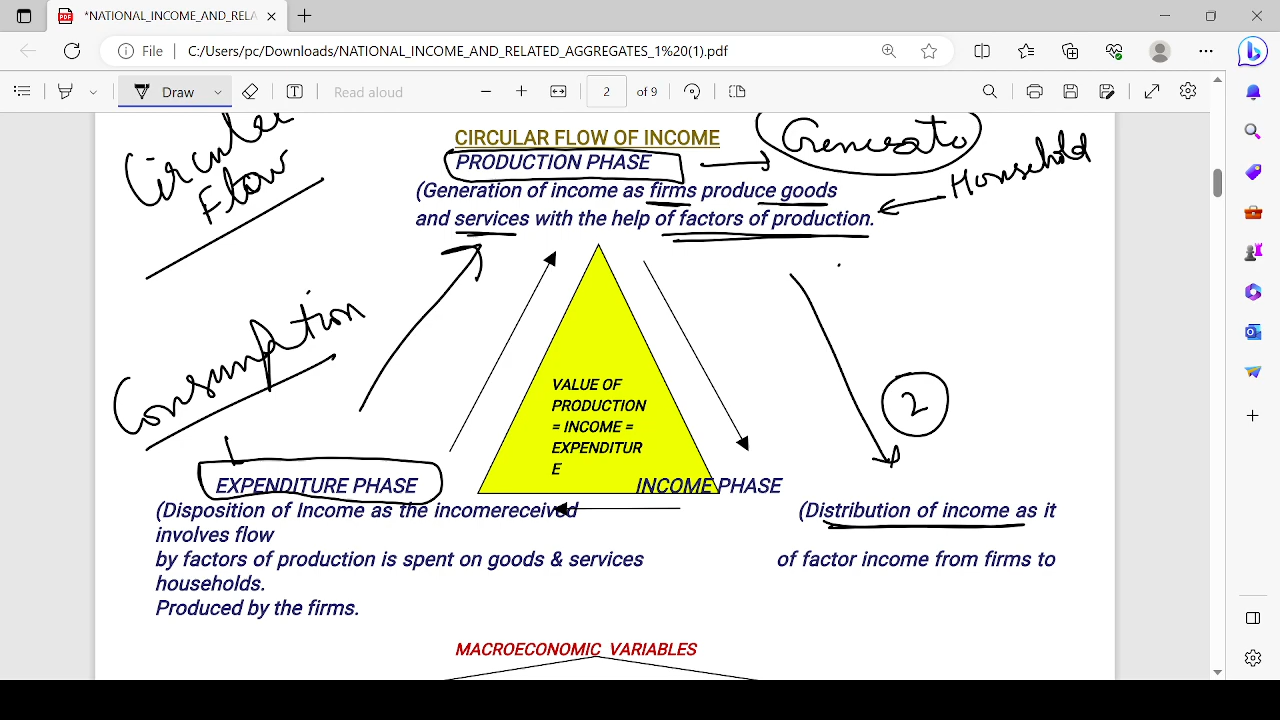 *NATIONAL_INCOME_AND_RELA
File
C:/Users/pc/Downloads/NATIONAL_INCOME_AND_RELATED_AGGREGATES_1%20(1).pdf
Draw
Read aloud
2
of 9
Circular
Flow
CIRCULAR FLOW OF INCOME
PRODUCTION PHASE
Generato
Household
(Generation of income as firms produce goods
and services with the help of factors of production.
Consumption
VALUE OF
PRODUCTION
= INCOME =
EXPENDITUR
E
2
EXPENDITURE PHASE
INCOME PHASE
(Disposition of Income as the incomereceived
(Distribution of income as it
involves flow
by factors of production is spent on goods & services
of factor income from firms to
households.
Produced by the firms.
MACROECONOMIC VARIABLES